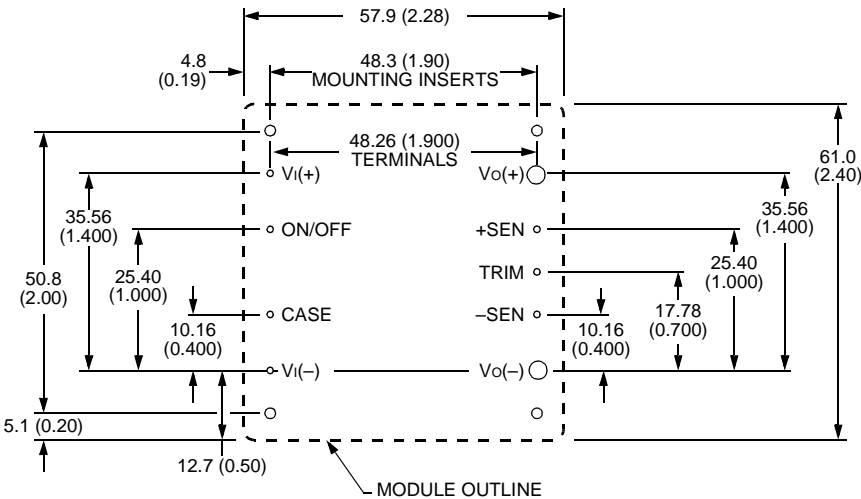 57.9 (2.28)
4.8
(0.19)
48.3 (1.90)
MOUNTING INSERTS
48.26 (1.900)
TERMINALS
61.0
(2.40)
VI(+)
VO(+)
35.56
(1.400)
35.56
(1.400)
ON/OFF
+SEN
50.8
(2.00)
25.40
(1.000)
TRIM
25.40
(1.000)
10.16
(0.400)
CASE
–SEN
10.16
(0.400)
17.78
(0.700)
VI(–)
VO(–)
5.1 (0.20)
12.7 (0.50)
MODULE OUTLINE